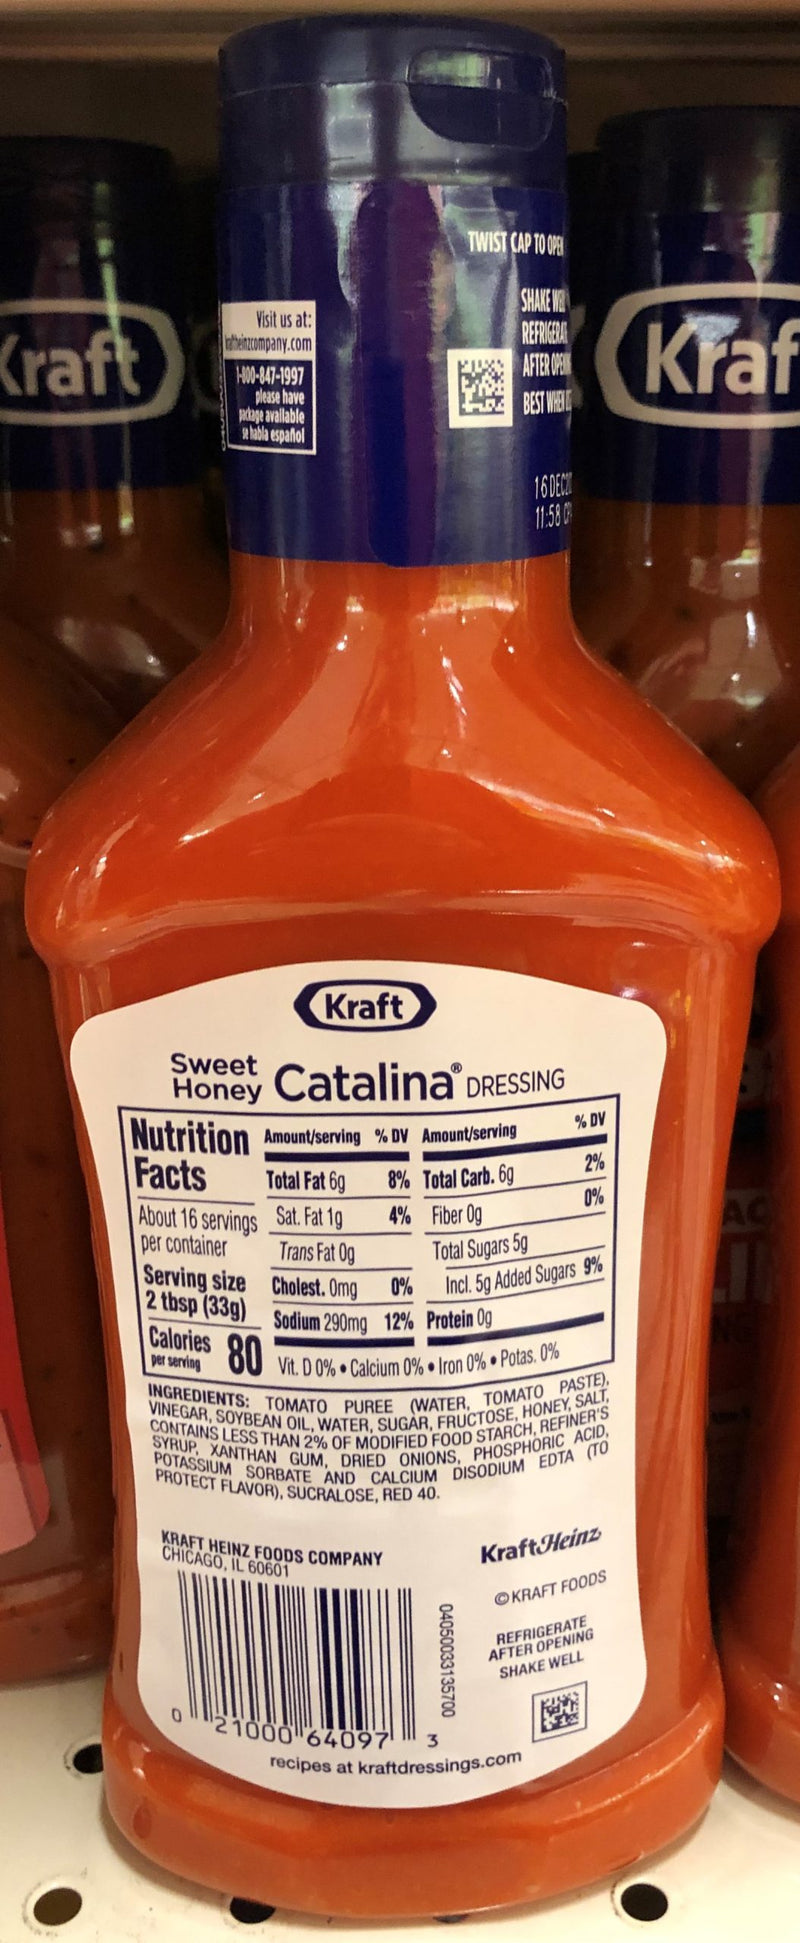 TWIST CAP TO OPEN
SHAKE WELL
REFRIGERAT
AFTER OPENING
BEST WHEN
16 DEC20
11:58
Visit us at:
kraftheinzcompany.com
1-800-847-1997
please have
package available
se habla español
Kraft
Kraf
Kraft
Sweet
Honey Catalina® DRESSING
Nutrition
Facts
About 16 servings
per container
Serving size
2 tbsp (33g)
Calories 80
per serving
Amount/serving % DV
Total Fat 6g 8%
Sat. Fat 1g 4%
Trans Fat 0g
Cholest. 0mg 0%
Sodium 290mg 12%
Amount/serving % DV
Total Carb. 6g 2%
Fiber 0g 0%
Total Sugars 5g
Incl. 5g Added Sugars 9%
Protein 0g
Vit. D 0% • Calcium 0% • Iron 0% • Potas. 0%
INGREDIENTS: TOMATO PUREE (WATER, TOMATO PASTE),
VINEGAR, SOYBEAN OIL, WATER, SUGAR, FRUCTOSE, HONEY, SALT,
CONTAINS LESS THAN 2% OF MODIFIED FOOD STARCH, REFINER'S
SYRUP, XANTHAN GUM, DRIED ONIONS, PHOSPHORIC ACID,
POTASSIUM SORBATE AND CALCIUM DISODIUM EDTA (TO
PROTECT FLAVOR), SUCRALOSE, RED 40.
KRAFT HEINZ FOODS COMPANY
CHICAGO, IL 60601
KraftHeinz
© KRAFT FOODS
REFRIGERATE
AFTER OPENING
SHAKE WELL
04050033135700
0 21000 64097 3
recipes at kraftdressings.com